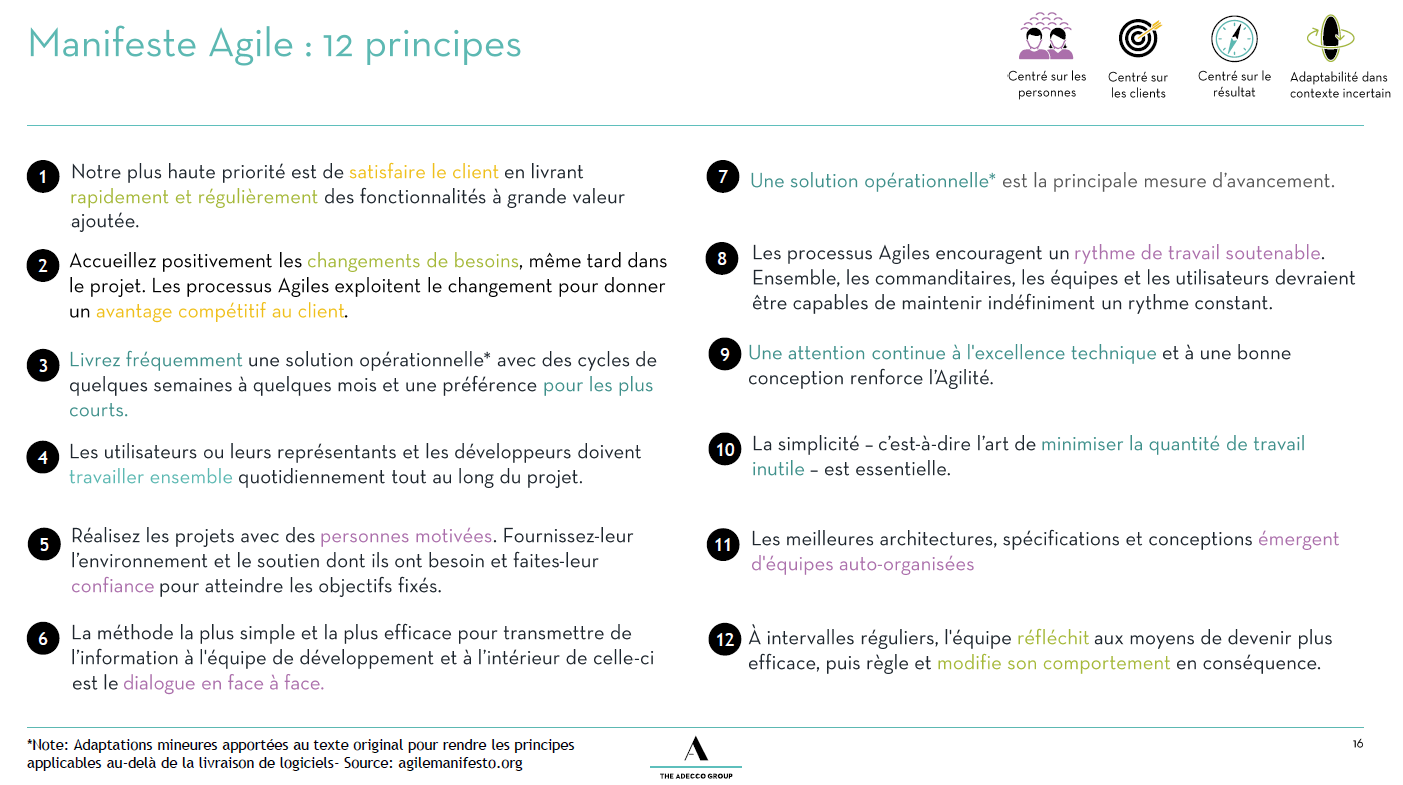 Manifeste Agile : 12 principes
Centré sur les
personnes
Centré sur
les clients
Centré sur le
résultat
Adaptabilité dans
contexte incertain
1
Notre plus haute priorité est de satisfaire le client en livrant
rapidement et régulièrement des fonctionnalités à grande valeur
ajoutée.
2
Accueillez positivement les changements de besoins, même tard dans
le projet. Les processus Agiles exploitent le changement pour donner
un avantage compétitif au client.
3
Livrez fréquemment une solution opérationnelle* avec des cycles de
quelques semaines à quelques mois et une préférence pour les plus
courts.
4
Les utilisateurs ou leurs représentants et les développeurs doivent
travailler ensemble quotidiennement tout au long du projet.
5
Réalisez les projets avec des personnes motivées. Fournissez-leur
l’environnement et le soutien dont ils ont besoin et faites-leur
confiance pour atteindre les objectifs fixés.
6
La méthode la plus simple et la plus efficace pour transmettre de
l’information à l'équipe de développement et à l’intérieur de celle-ci
est le dialogue en face à face.
7
Une solution opérationnelle* est la principale mesure d’avancement.
8
Les processus Agiles encouragent un rythme de travail soutenable.
Ensemble, les commanditaires, les équipes et les utilisateurs devraient
être capables de maintenir indéfiniment un rythme constant.
9
Une attention continue à l'excellence technique et à une bonne
conception renforce l’Agilité.
10
La simplicité – c’est-à-dire l’art de minimiser la quantité de travail
inutile – est essentielle.
11
Les meilleures architectures, spécifications et conceptions émergent
d'équipes auto-organisées
12
À intervalles réguliers, l'équipe réfléchit aux moyens de devenir plus
efficace, puis règle et modifie son comportement en conséquence.
*Note: Adaptations mineures apportées au texte original pour rendre les principes
applicables au-delà de la livraison de logiciels- Source: agilemanifesto.org
THE ADECCO GROUP
16